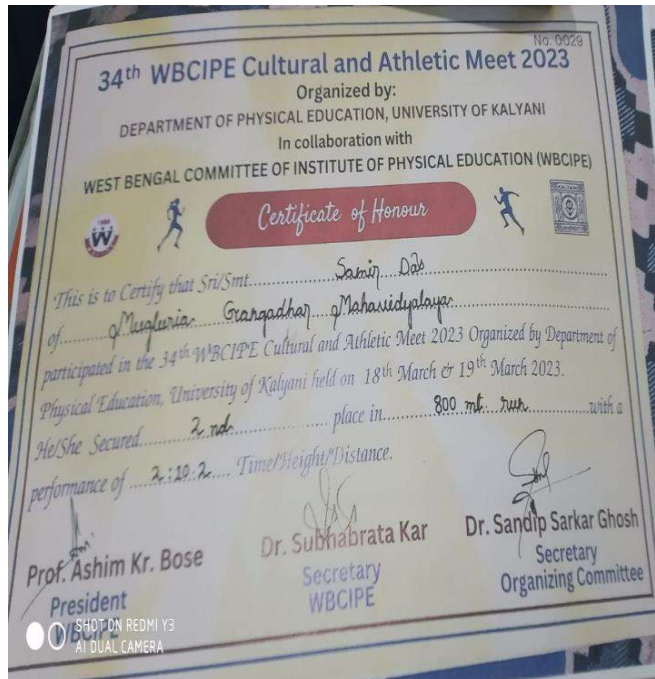 No. 0029
34th WBCIPE Cultural and Athletic Meet 2023
Organized by:
DEPARTMENT OF PHYSICAL EDUCATION, UNIVERSITY OF KALYANI
In collaboration with
WEST BENGAL COMMITTEE OF INSTITUTE OF PHYSICAL EDUCATION (WBCIPE)
Certificate of Honour
W
This is to Certify that Sri/Smt. Samir Das
of Mugberia Gangadhar Mahavidyalaya
participated in the 34th WBCIPE Cultural and Athletic Meet 2023 Organized by Department of
Physical Education, University of Kalyani held on 18th March & 19th March 2023.
He/She Secured 2nd place in 800 mt. run with a
performance of 2:10.2 Time/Height/Distance.
Prof. Ashim Kr. Bose
President
WBCIPE
Dr. Subhabrata Kar
Secretary
WBCIPE
Dr. Sandip Sarkar Ghosh
Secretary
Organizing Committee
SHOT ON REDMI Y3
AI DUAL CAMERA